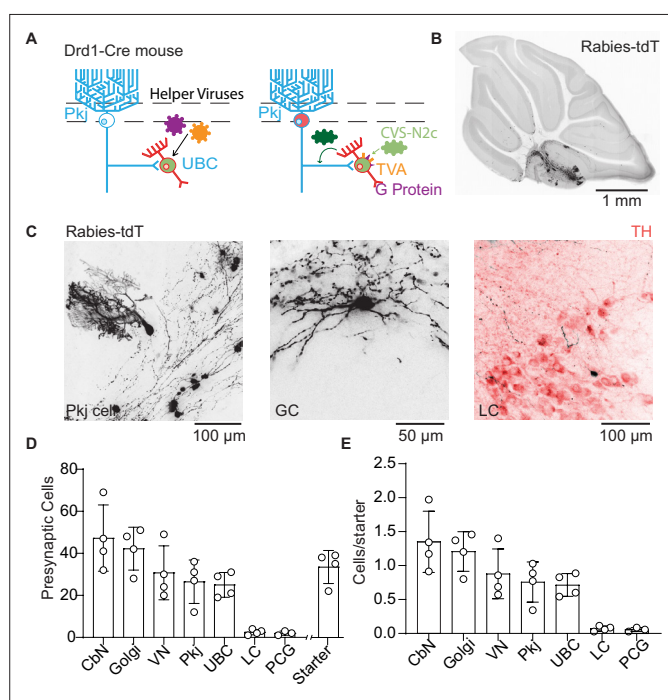 A
Drd1-Cre mouse
Helper Viruses
Pkj
UBC
Pkj
CVS-N2c
TVA
G Protein
B
Rabies-tdT
1 mm
C
Rabies-tdT
TH
Pkj cell
100 µm
GC
50 µm
LC
100 µm
D
Presynaptic Cells
80
60
40
20
0
CbN
Golgi
VN
Pkj
UBC
LC
PCG
Starter
E
Cells/starter
2.5
2.0
1.5
1.0
0.5
0.0
CbN
Golgi
VN
Pkj
UBC
LC
PCG